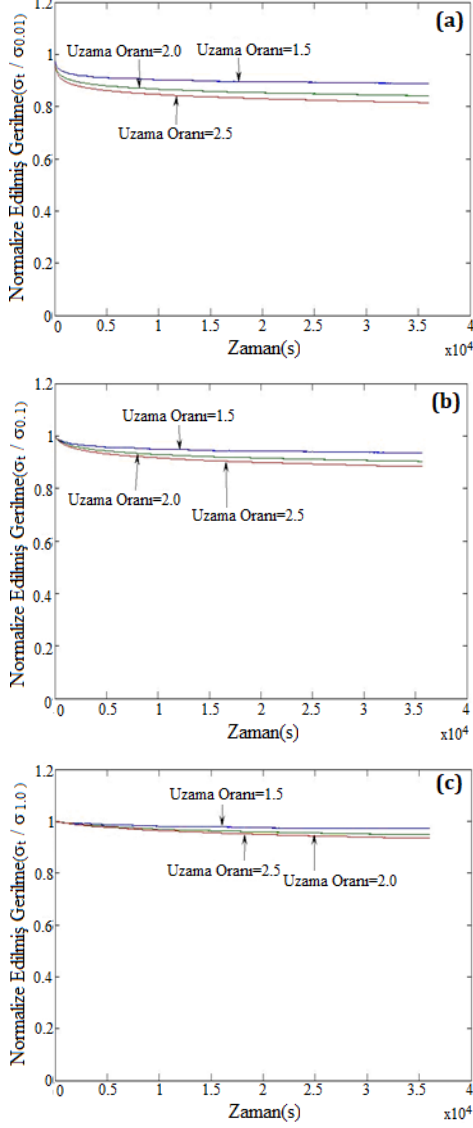 (a)
Normalize Edilmiş Gerilme(σt / σ0.01)
1.2
1
0.8
0.6
0.4
0.2
0
Uzama Oranı=2.0
Uzama Oranı=1.5
Uzama Oranı=2.5
0
0.5
1
1.5
2
2.5
3
3.5
4
x10⁴
Zaman(s)
(b)
Normalize Edilmiş Gerilme(σt / σ0.1)
1.2
1
0.8
0.6
0.4
0.2
0
Uzama Oranı=1.5
Uzama Oranı=2.0
Uzama Oranı=2.5
0
0.5
1
1.5
2
2.5
3
3.5
4
x10⁴
Zaman(s)
(c)
Normalize Edilmiş Gerilme(σt / σ1.0)
1.2
1
0.8
0.6
0.4
0.2
0
Uzama Oranı=1.5
Uzama Oranı=2.5
Uzama Oranı=2.0
0
0.5
1
1.5
2
2.5
3
3.5
4
x10⁴
Zaman(s)